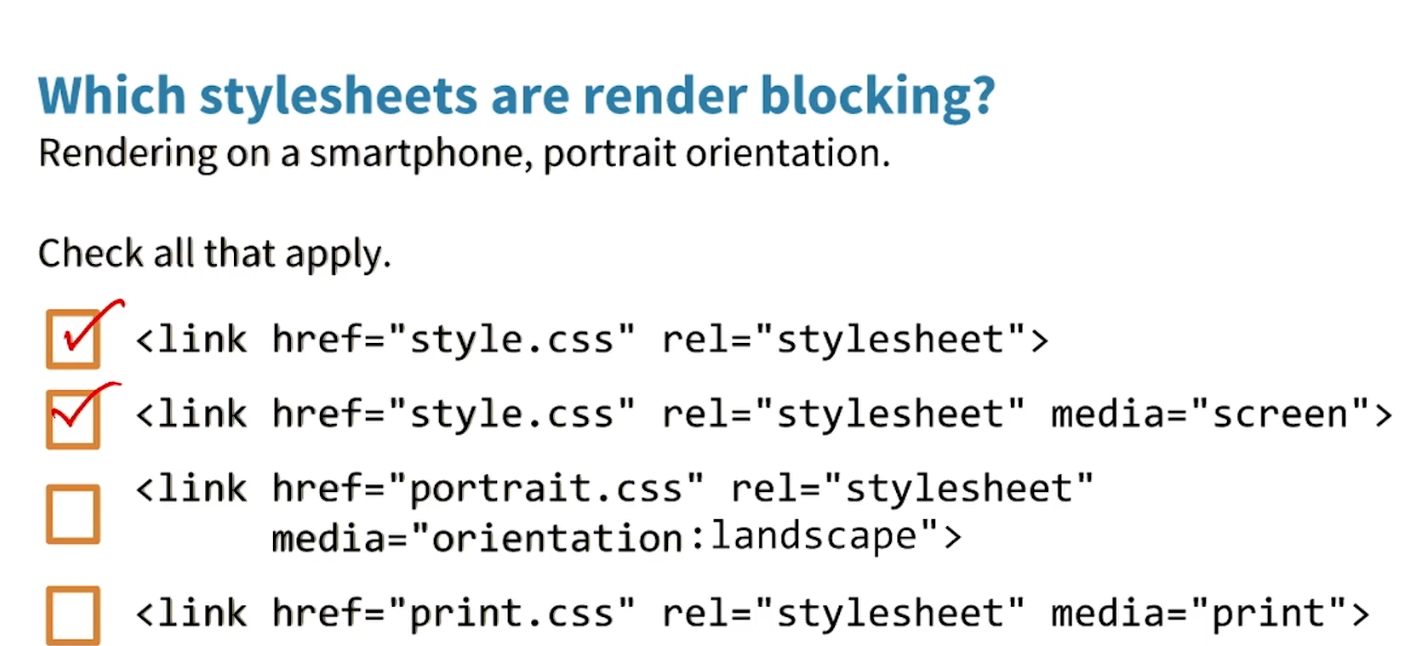 Which stylesheets are render blocking?
Rendering on a smartphone, portrait orientation.
Check all that apply.
<link href="style.css" rel="stylesheet">
<link href="style.css" rel="stylesheet" media="screen">
<link href="portrait.css" rel="stylesheet"
media="orientation:landscape">
<link href="print.css" rel="stylesheet" media="print">